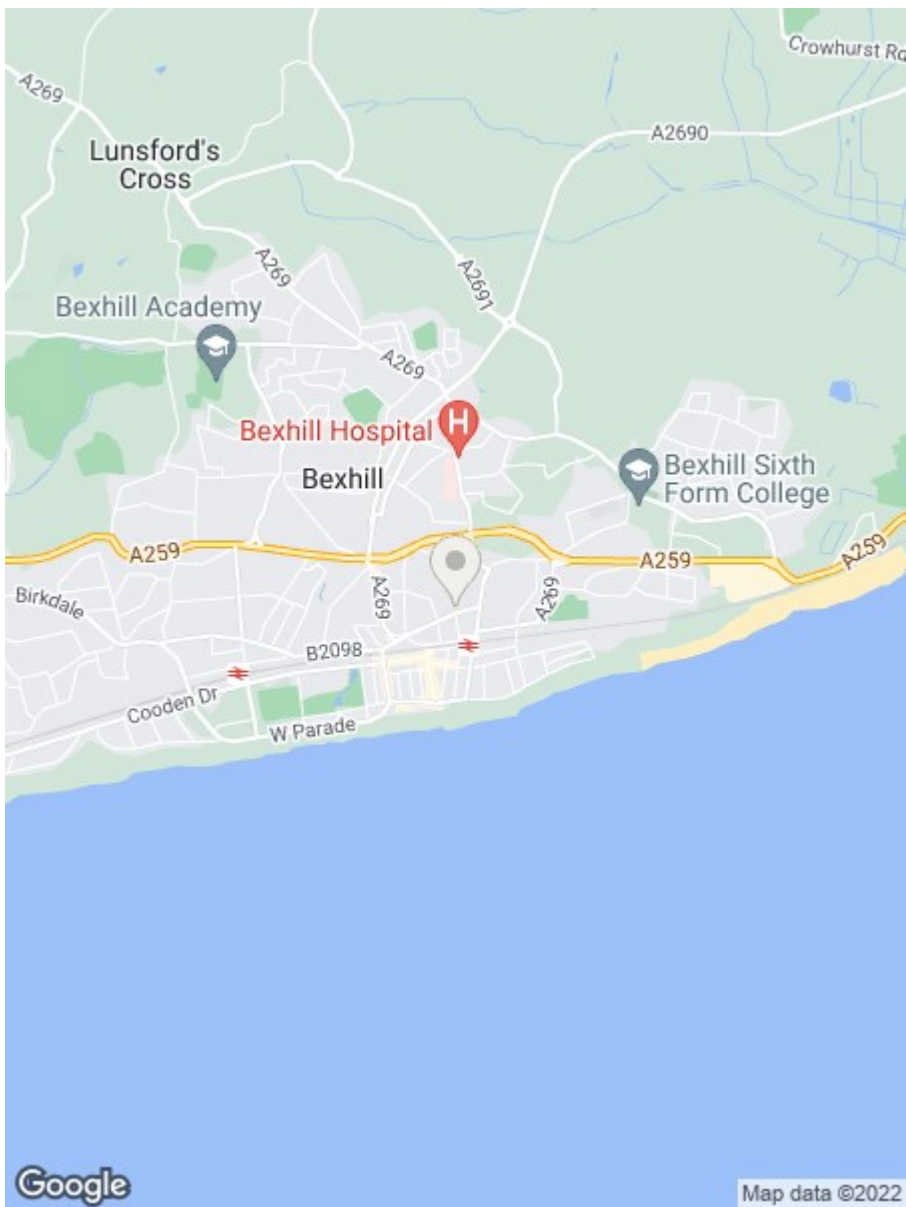 Crowhurst Rd
A269
A2690
Lunsford's
Cross
A269
A2691
Bexhill Academy
A269
H
Bexhill Hospital
Bexhill
Bexhill Sixth
Form College
A259
A259
A259
Birkdale
A269
A269
B2098
Cooden Dr
W Parade
Google
Map data ©2022